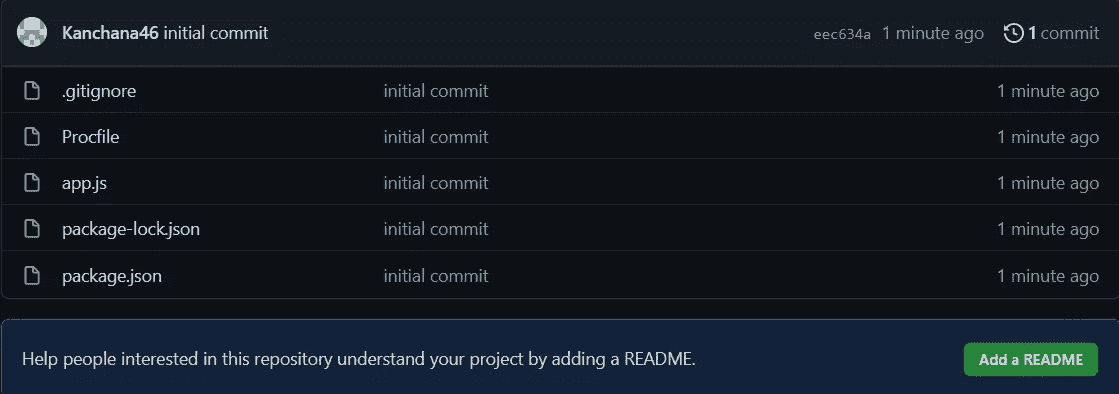 Kanchana46 initial commit eec634a 1 minute ago 1 commit
.gitignore initial commit 1 minute ago
Procfile initial commit 1 minute ago
app.js initial commit 1 minute ago
package-lock.json initial commit 1 minute ago
package.json initial commit 1 minute ago
Help people interested in this repository understand your project by adding a README. Add a README